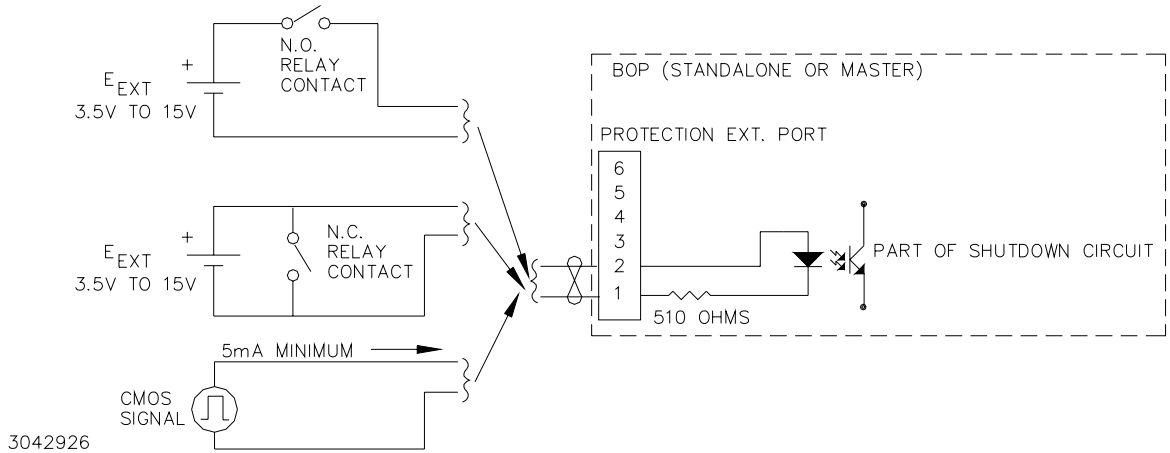 N.O.
RELAY
CONTACT
+
E EXT
3.5V TO 15V
+
N.C.
RELAY
CONTACT
E EXT
3.5V TO 15V
5mA MINIMUM
CMOS
SIGNAL
BOP (STANDALONE OR MASTER)
PROTECTION EXT. PORT
6
5
4
3
2
1
510 OHMS
PART OF SHUTDOWN CIRCUIT
3042926